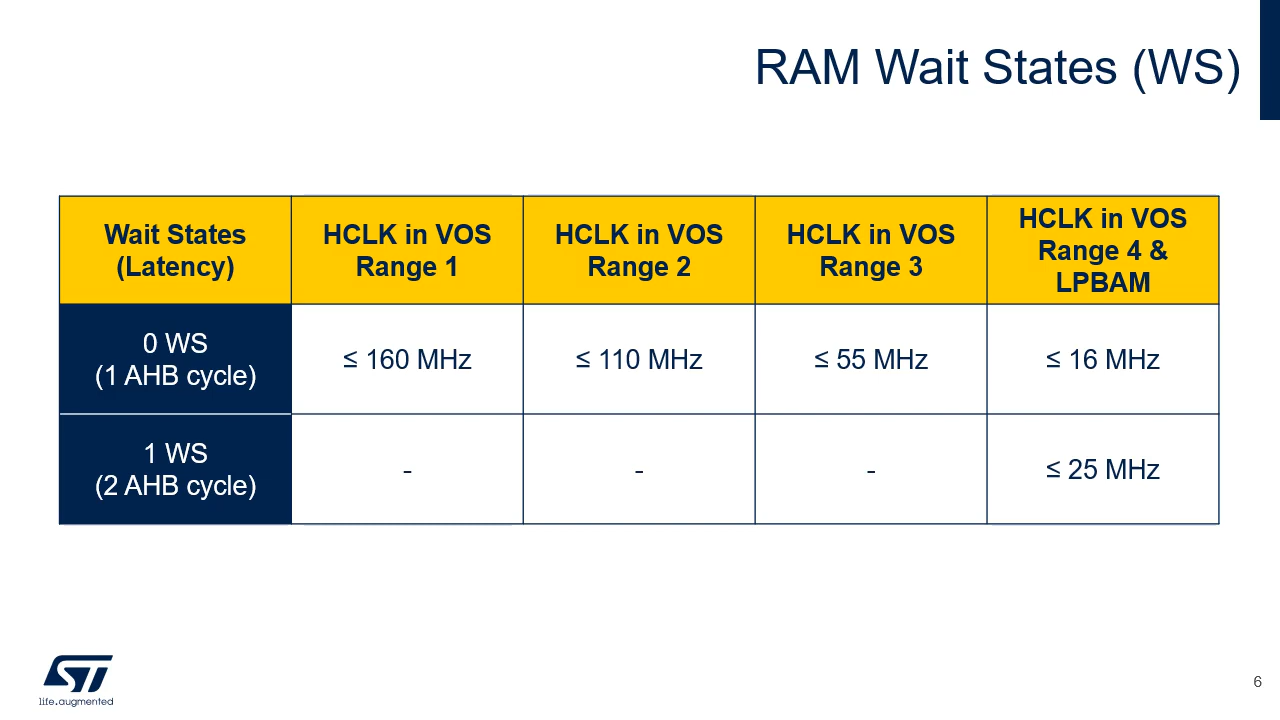 RAM Wait States (WS)
Wait States
(Latency)
HCLK in VOS
Range 1
HCLK in VOS
Range 2
HCLK in VOS
Range 3
HCLK in VOS
Range 4 &
LPBAM
0 WS
(1 AHB cycle)
≤ 160 MHz
≤ 110 MHz
≤ 55 MHz
≤ 16 MHz
1 WS
(2 AHB cycle)
-
-
-
≤ 25 MHz
ST
life.augmented
6